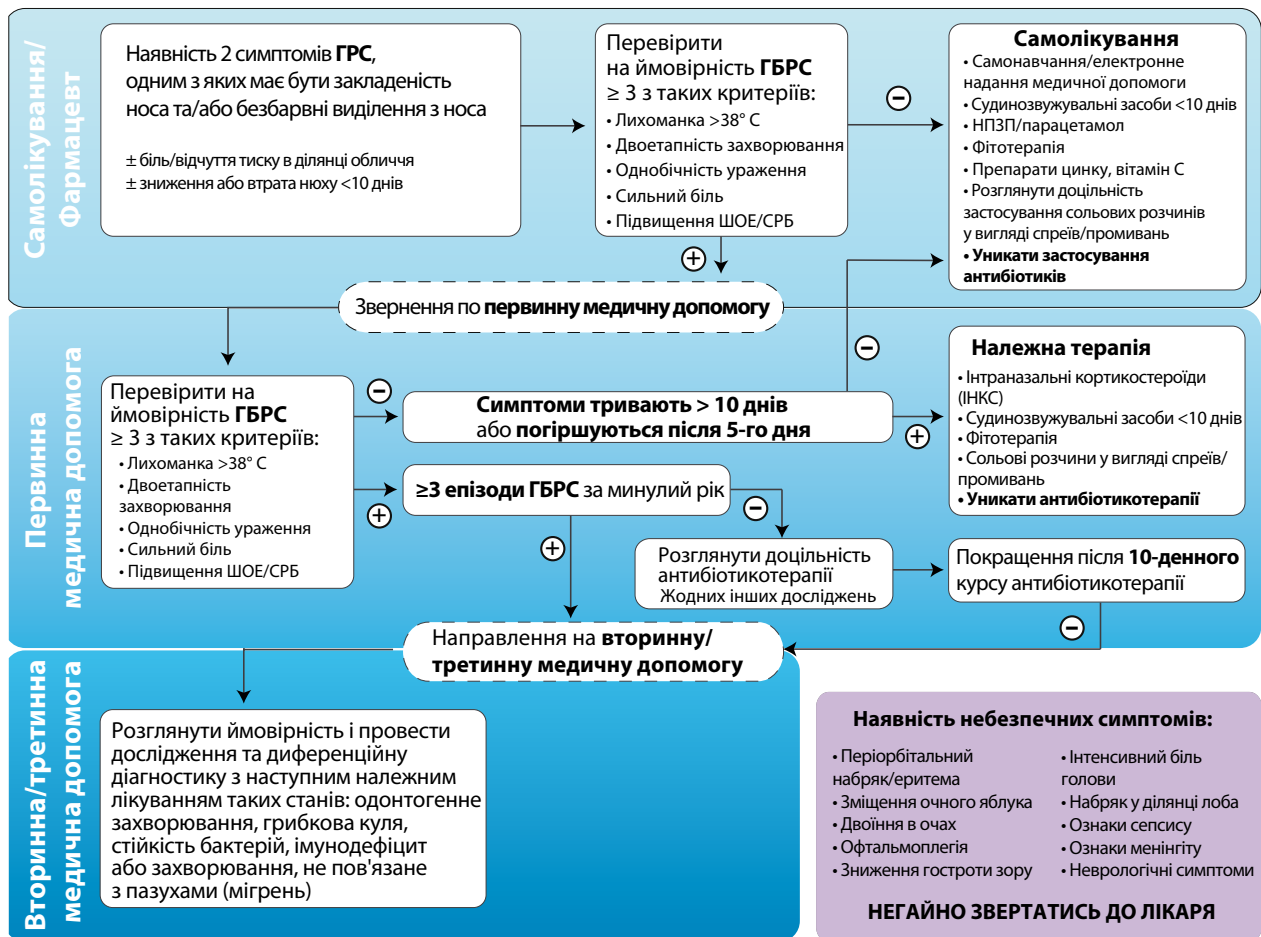 Самолікування/
Фармацевт
Наявність 2 симптомів ГРС,
одним з яких має бути закладеність
носа та/або безбарвні виділення з носа
± біль/відчуття тиску в ділянці обличчя
± зниження або втрата нюху <10 днів
Перевірити
на ймовірність ГБРС
≥ 3 з таких критеріїв:
• Лихоманка >38° С
• Двоетапність захворювання
• Однобічність ураження
• Сильний біль
• Підвищення ШОЕ/СРБ
Самолікування
• Самонавчання/електронне
надання медичної допомоги
• Судинозвужувальні засоби <10 днів
• НПЗП/парацетамол
• Фітотерапія
• Препарати цинку, вітамін С
• Розглянути доцільність
застосування сольових розчинів
у вигляді спреїв/промивань
• Уникати застосування
антибіотиків
Звернення по первинну медичну допомогу
Первинна
медична допомога
Перевірити на
ймовірність ГБРС
≥ 3 з таких критеріїв:
• Лихоманка >38° С
• Двоетапність
захворювання
• Однобічність ураження
• Сильний біль
• Підвищення ШОЕ/СРБ
Симптоми тривають > 10 днів
або погіршуються після 5-го дня
Належна терапія
• Інтраназальні кортикостероїди
(ІНКС)
• Судинозвужувальні засоби <10 днів
• Фітотерапія
• Сольові розчини у вигляді спреїв/
промивань
• Уникати антибіотикотерапії
≥3 епізоди ГБРС за минулий рік
Розглянути доцільність
антибіотикотерапії
Жодних інших досліджень
Покращення після 10-денного
курсу антибіотикотерапії
Направлення на вторинну/
третинну медичну допомогу
Вторинна/третинна
медична допомога
Розглянути ймовірність і провести
дослідження та диференційну
діагностику з наступним належним
лікуванням таких станів: одонтогенне
захворювання, грибкова куля,
стійкість бактерій, імунодефіцит
або захворювання, не пов'язане
з пазухами (мігрень)
Наявність небезпечних симптомів:
• Періорбітальний
набряк/еритема
• Зміщення очного яблука
• Двоїння в очах
• Офтальмоплегія
• Зниження гостроти зору
• Інтенсивний біль
голови
• Набряк у ділянці лоба
• Ознаки сепсису
• Ознаки менінгіту
• Неврологічні симптоми
НЕГАЙНО ЗВЕРТАТИСЬ ДО ЛІКАРЯ